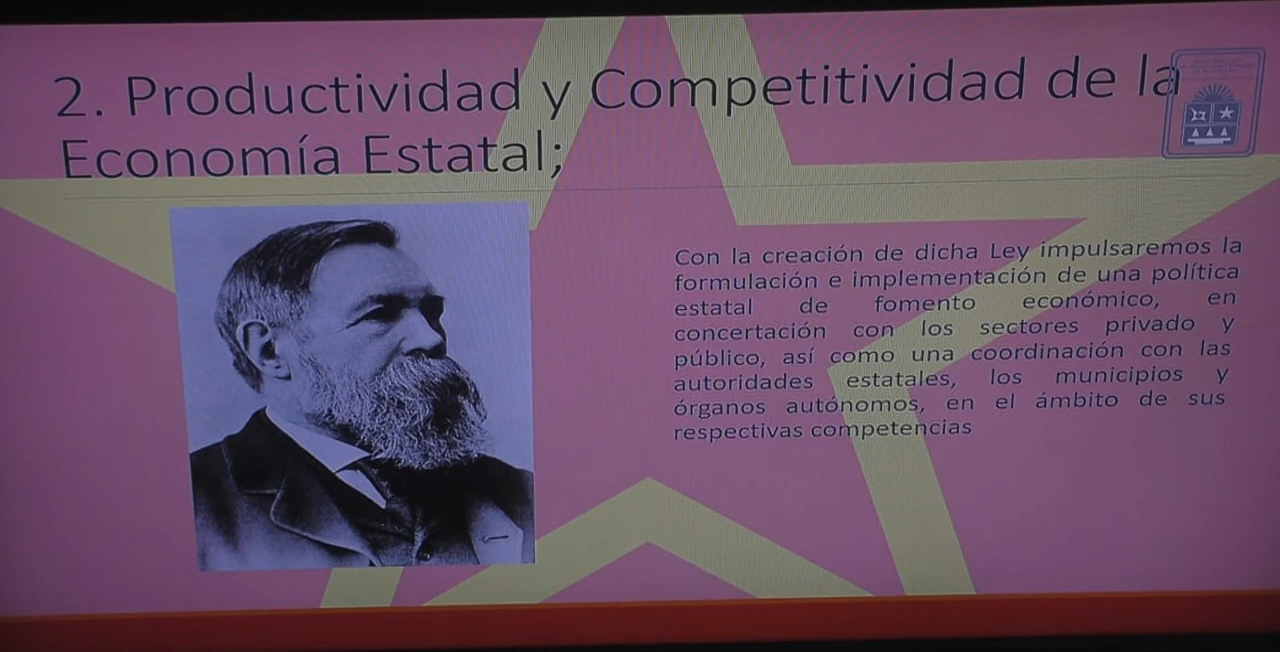 2. Productividad y Competitividad de la
Economía Estatal;
Con la creación de dicha Ley impulsaremos la
formulación e implementación de una política
estatal de fomento económico, en
concertación con los sectores privado y
público, así como una coordinación con las
autoridades estatales, los municipios y
órganos autónomos, en el ámbito de sus
respectivas competencias